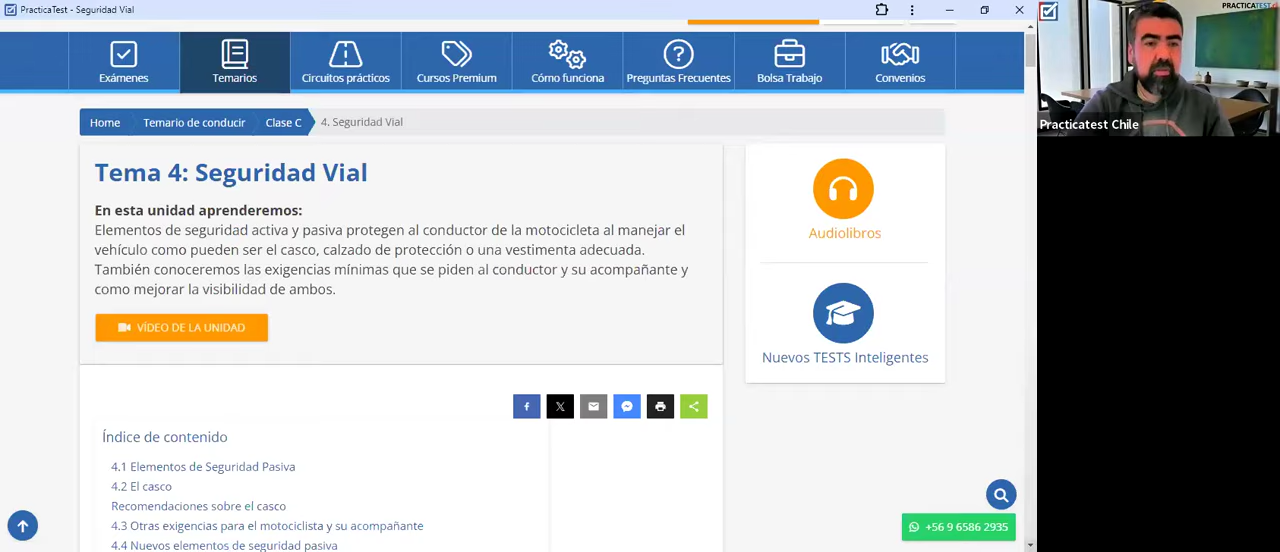 PracticaTest - Seguridad Vial
PRACTICATEST
Exámenes
Temarios
Circuitos prácticos
Cursos Premium
Cómo funciona
Preguntas Frecuentes
Bolsa Trabajo
Convenios
Practicatest Chile
Home
Temario de conducir
Clase C
4. Seguridad Vial
Tema 4: Seguridad Vial
En esta unidad aprenderemos:
Elementos de seguridad activa y pasiva protegen al conductor de la motocicleta al manejar el
vehículo como pueden ser el casco, calzado de protección o una vestimenta adecuada.
También conoceremos las exigencias mínimas que se piden al conductor y su acompañante y
como mejorar la visibilidad de ambos.
VÍDEO DE LA UNIDAD
Audiolibros
Nuevos TESTS Inteligentes
Índice de contenido
4.1 Elementos de Seguridad Pasiva
4.2 El casco
Recomendaciones sobre el casco
4.3 Otras exigencias para el motociclista y su acompañante
4.4 Nuevos elementos de seguridad pasiva
+56 9 6586 2935